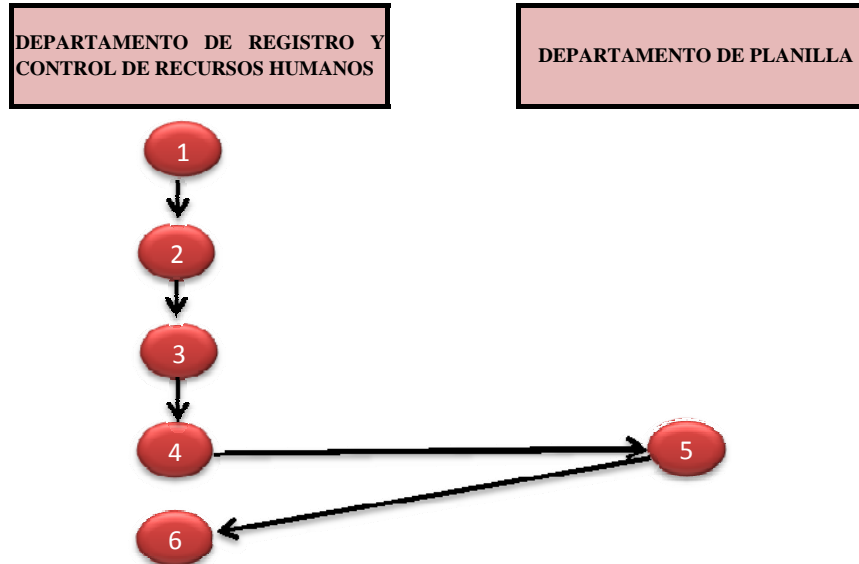 DEPARTAMENTO DE REGISTRO Y
CONTROL DE RECURSOS HUMANOS
DEPARTAMENTO DE PLANILLA
1
2
3
4
5
6